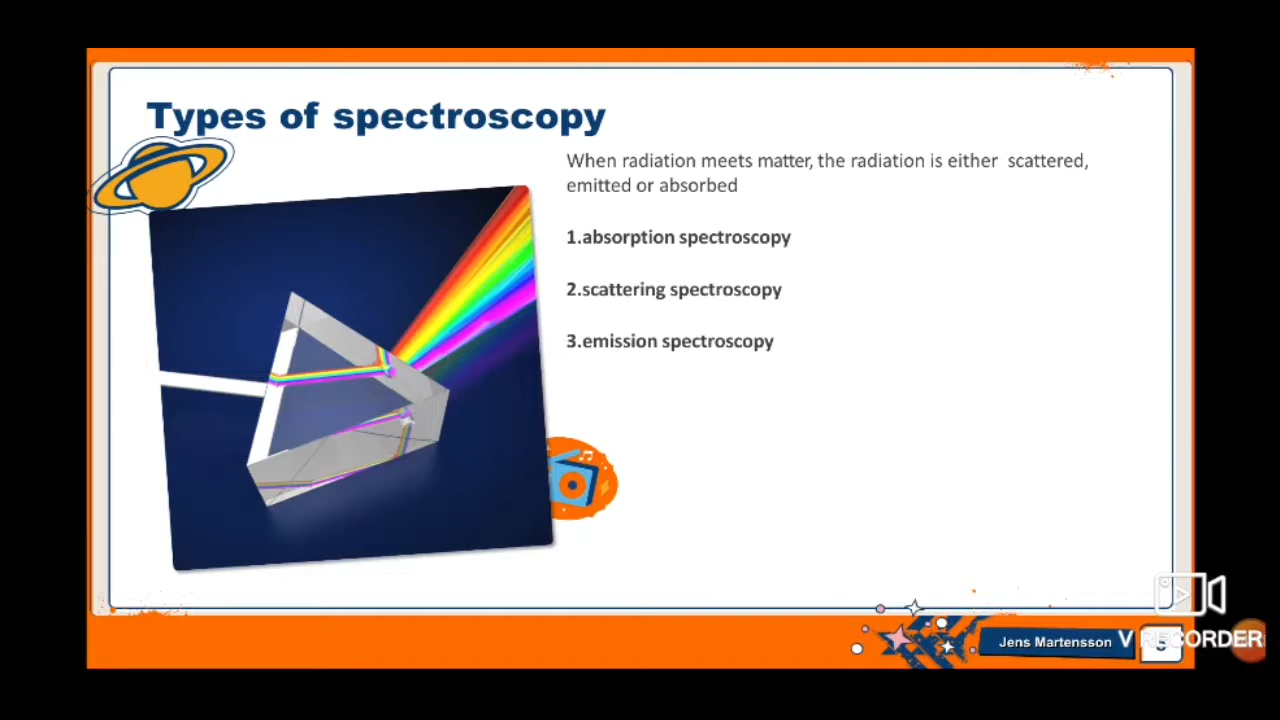 Types of spectroscopy
When radiation meets matter, the radiation is either scattered,
emitted or absorbed
1.absorption spectroscopy
2.scattering spectroscopy
3.emission spectroscopy
Jens Martensson
V RECORDER